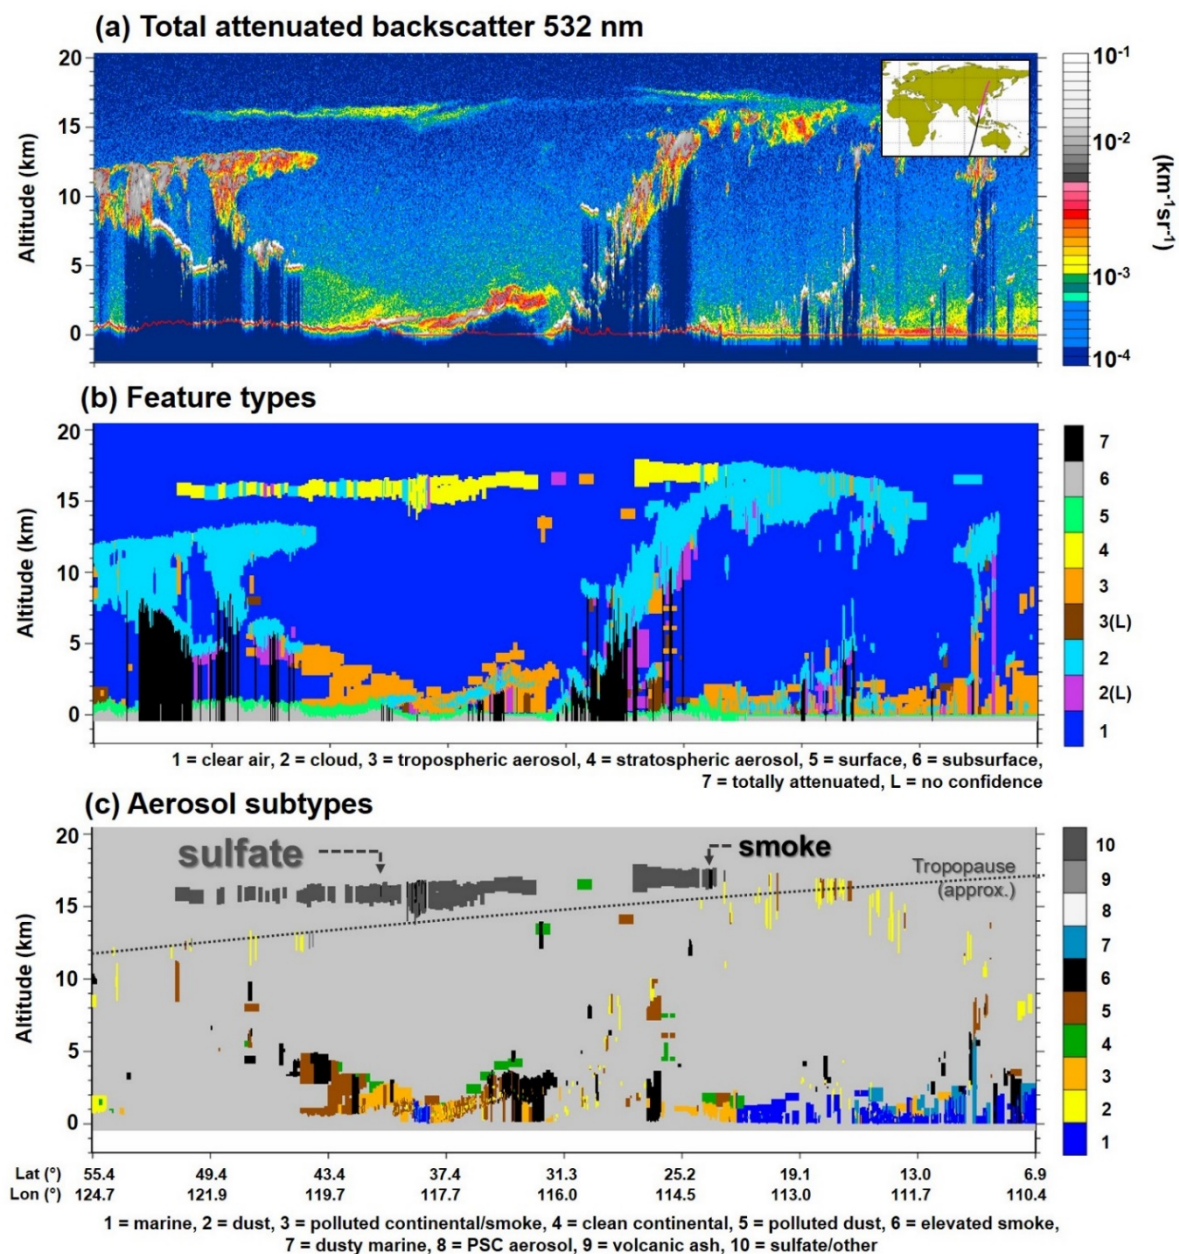 (a) Total attenuated backscatter 532 nm
20
15
10
5
0
Altitude (km)
10⁻¹
10⁻²
10⁻³
10⁻⁴
(km⁻¹sr⁻¹)
(b) Feature types
20
15
10
5
0
Altitude (km)
7
6
5
4
3
3(L)
2
2(L)
1
1 = clear air, 2 = cloud, 3 = tropospheric aerosol, 4 = stratospheric aerosol, 5 = surface, 6 = subsurface,
7 = totally attenuated, L = no confidence
(c) Aerosol subtypes
20
15
10
5
0
Altitude (km)
sulfate
smoke
Tropopause
(approx.)
10
9
8
7
6
5
4
3
2
1
Lat (°) 55.4 49.4 43.4 37.4 31.3 25.2 19.1 13.0 6.9
Lon (°) 124.7 121.9 119.7 117.7 116.0 114.5 113.0 111.7 110.4
1 = marine, 2 = dust, 3 = polluted continental/smoke, 4 = clean continental, 5 = polluted dust, 6 = elevated smoke,
7 = dusty marine, 8 = PSC aerosol, 9 = volcanic ash, 10 = sulfate/other